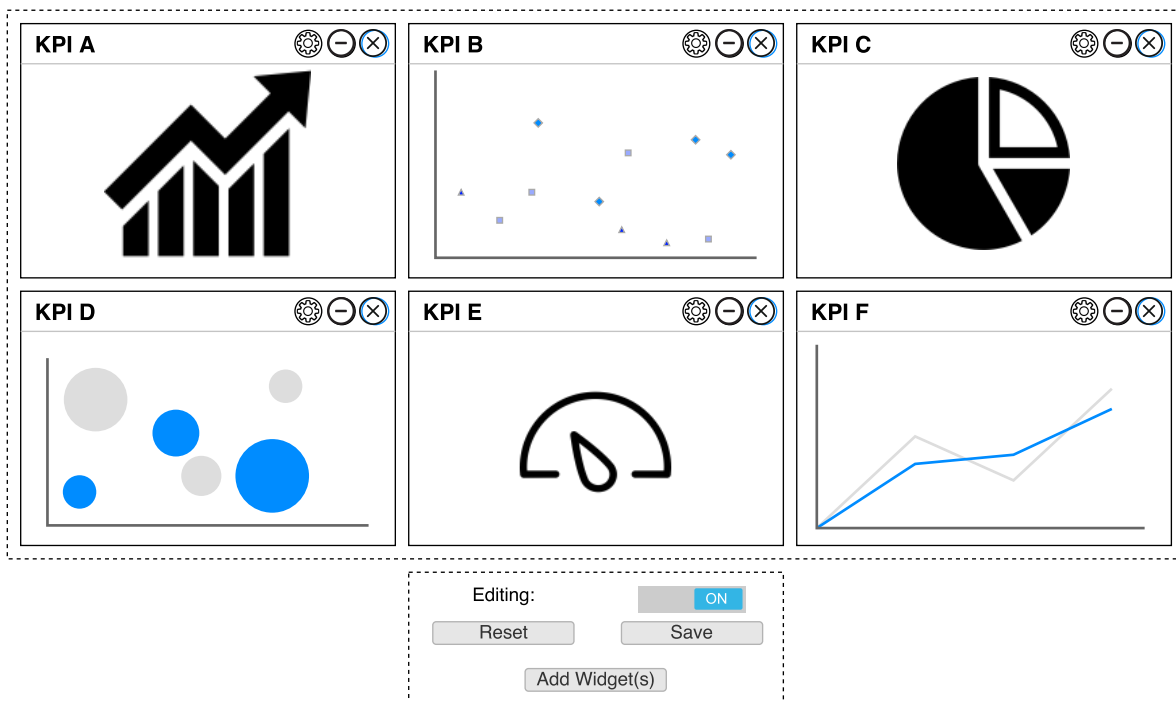 KPI A
KPI B
KPI C
KPI D
KPI E
KPI F
Editing:
ON
Reset
Save
Add Widget(s)